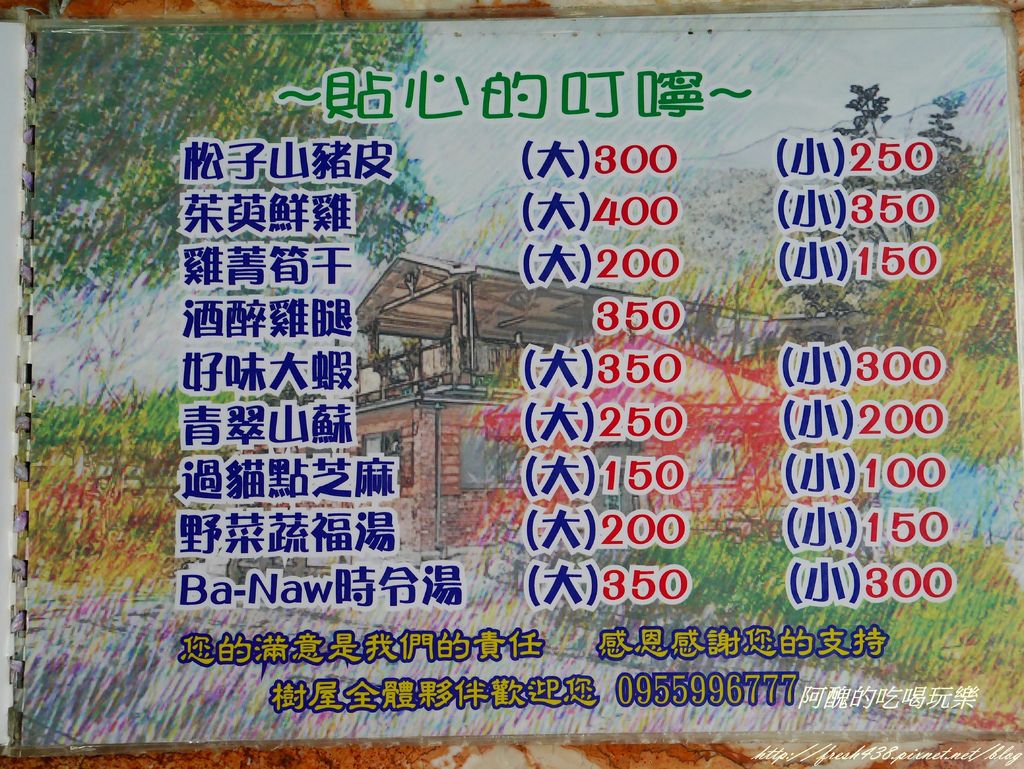 ~貼心的叮嚀~
松子山豬皮 (大)300 (小)250
茱萸鮮雞 (大)400 (小)350
雞菁筍干 (大)200 (小)150
酒醉雞腿 350
好味大蝦 (大)350 (小)300
青翠山蘇 (大)250 (小)200
過貓點芝麻 (大)150 (小)100
野菜蔬福湯 (大)200 (小)150
Ba-Naw時令湯 (大)350 (小)300
您的滿意是我們的責任 感恩感謝您的支持
樹屋全體夥伴歡迎您 0955996777
阿醜的吃喝玩樂
http://fresh438.pixnet.net/blog